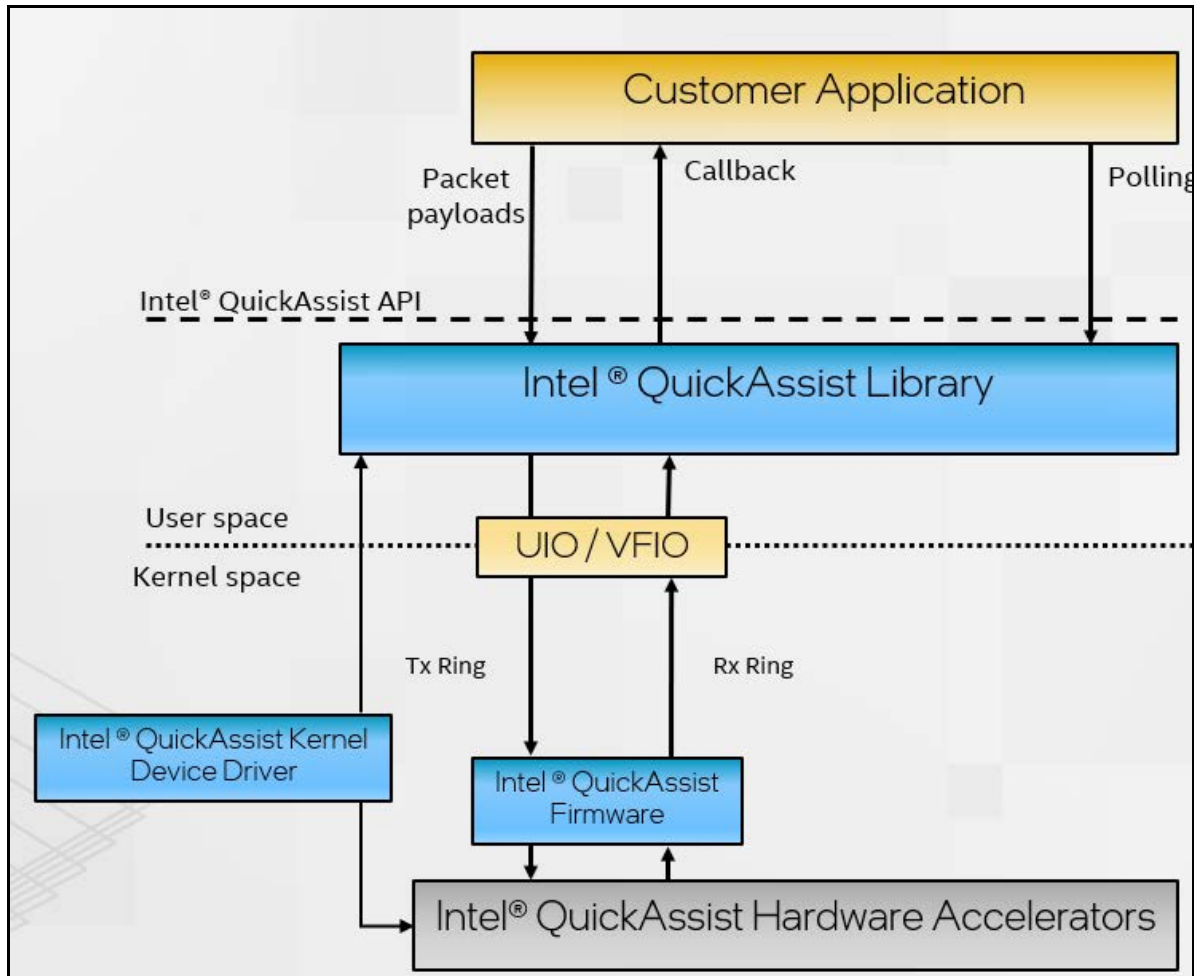 Customer Application
Packet
payloads
Callback
Polling
Intel® QuickAssist API
Intel ® QuickAssist Library
User space
UIO / VFIO
Kernel space
Tx Ring
Rx Ring
Intel ® QuickAssist Kernel
Device Driver
Intel ® QuickAssist
Firmware
Intel® QuickAssist Hardware Accelerators